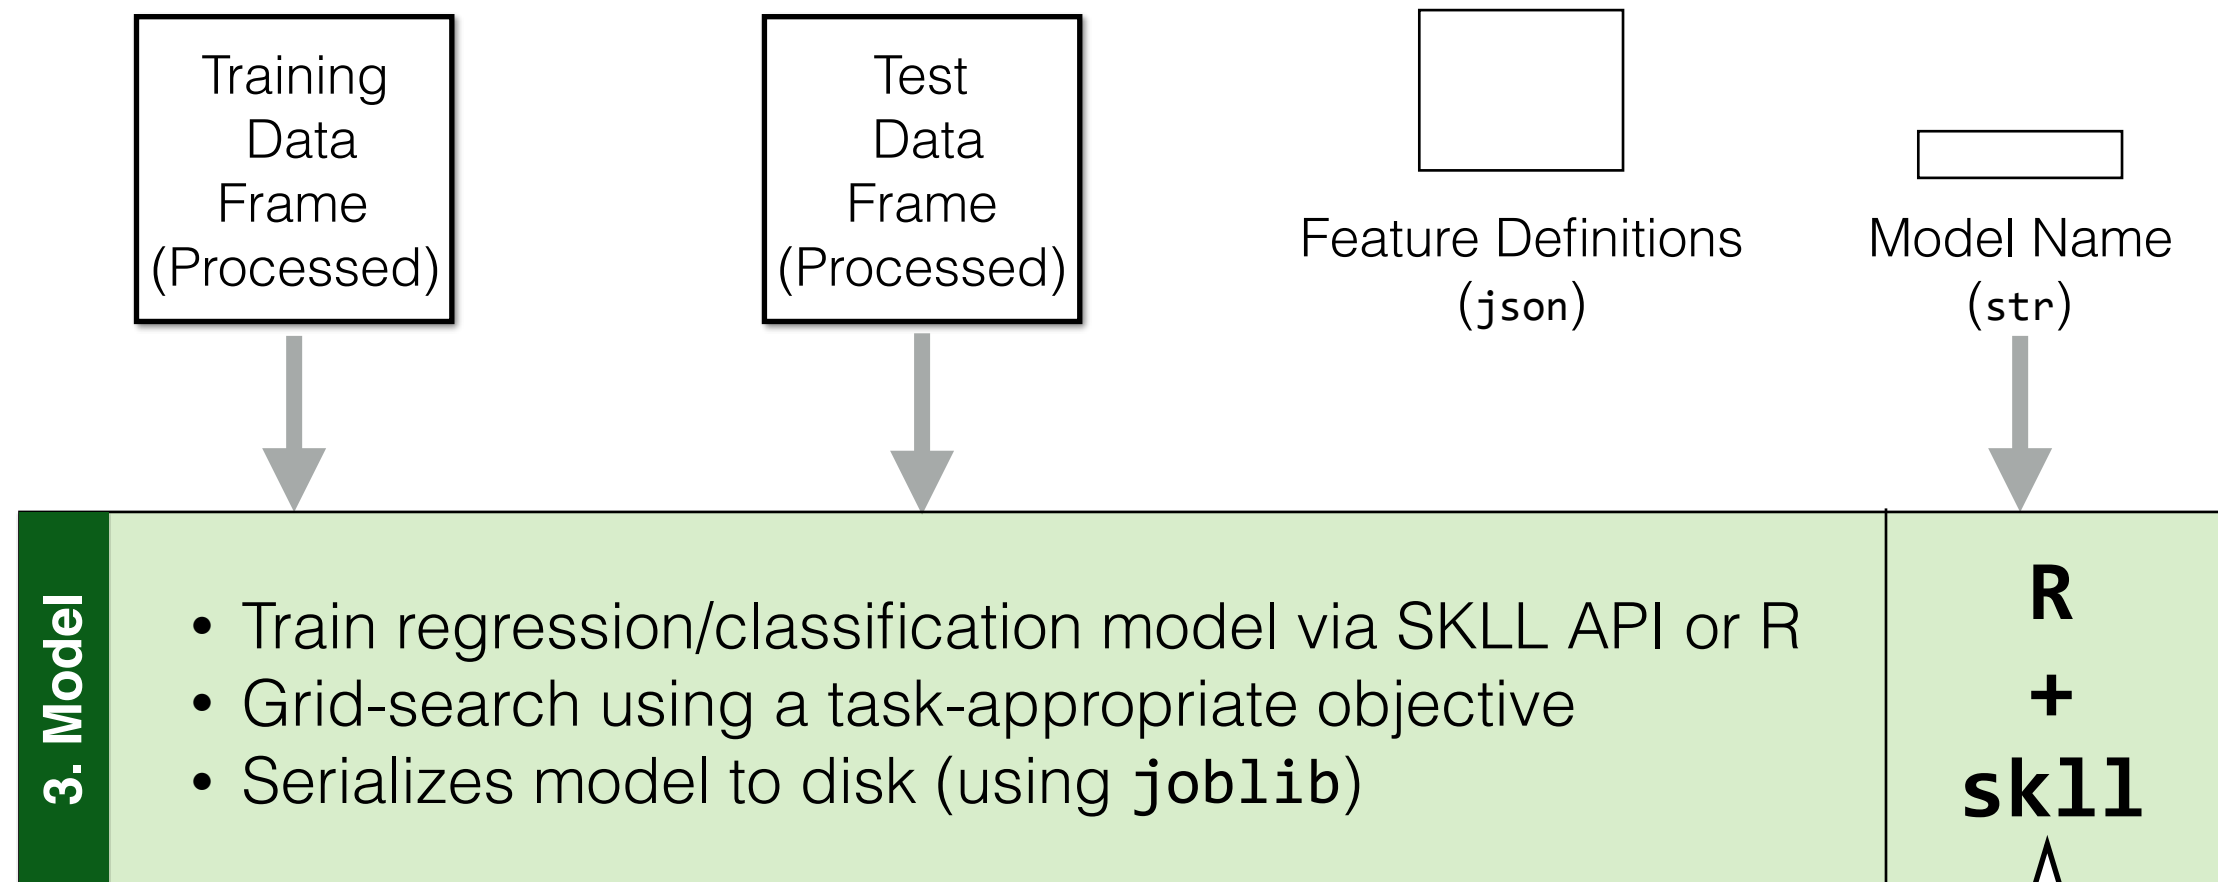 Training
Data
Frame
(Processed)
Test
Data
Frame
(Processed)
Feature Definitions
(json)
Model Name
(str)
3. Model
• Train regression/classification model via SKLL API or R
• Grid-search using a task-appropriate objective
• Serializes model to disk (using joblib)
R
+
skll